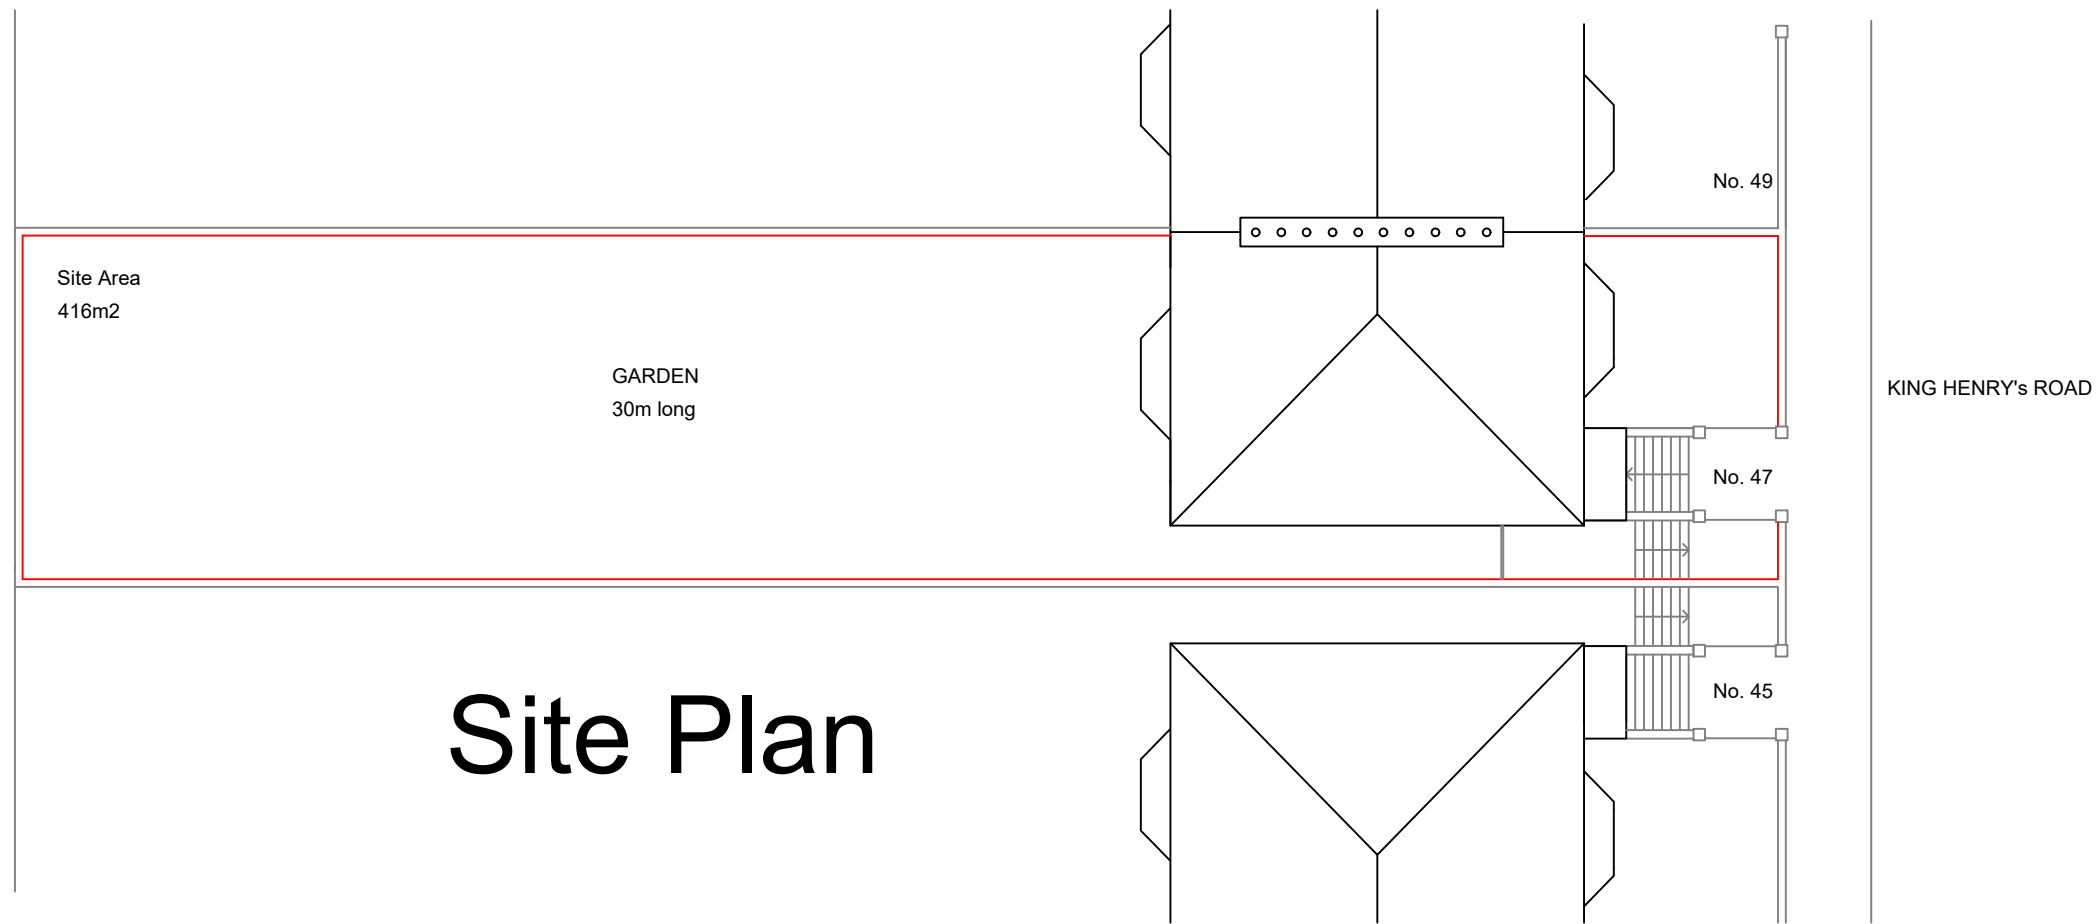 No. 49
Site Area
416m2
GARDEN
30m long
KING HENRY's ROAD
No. 47
Site Plan
No. 45